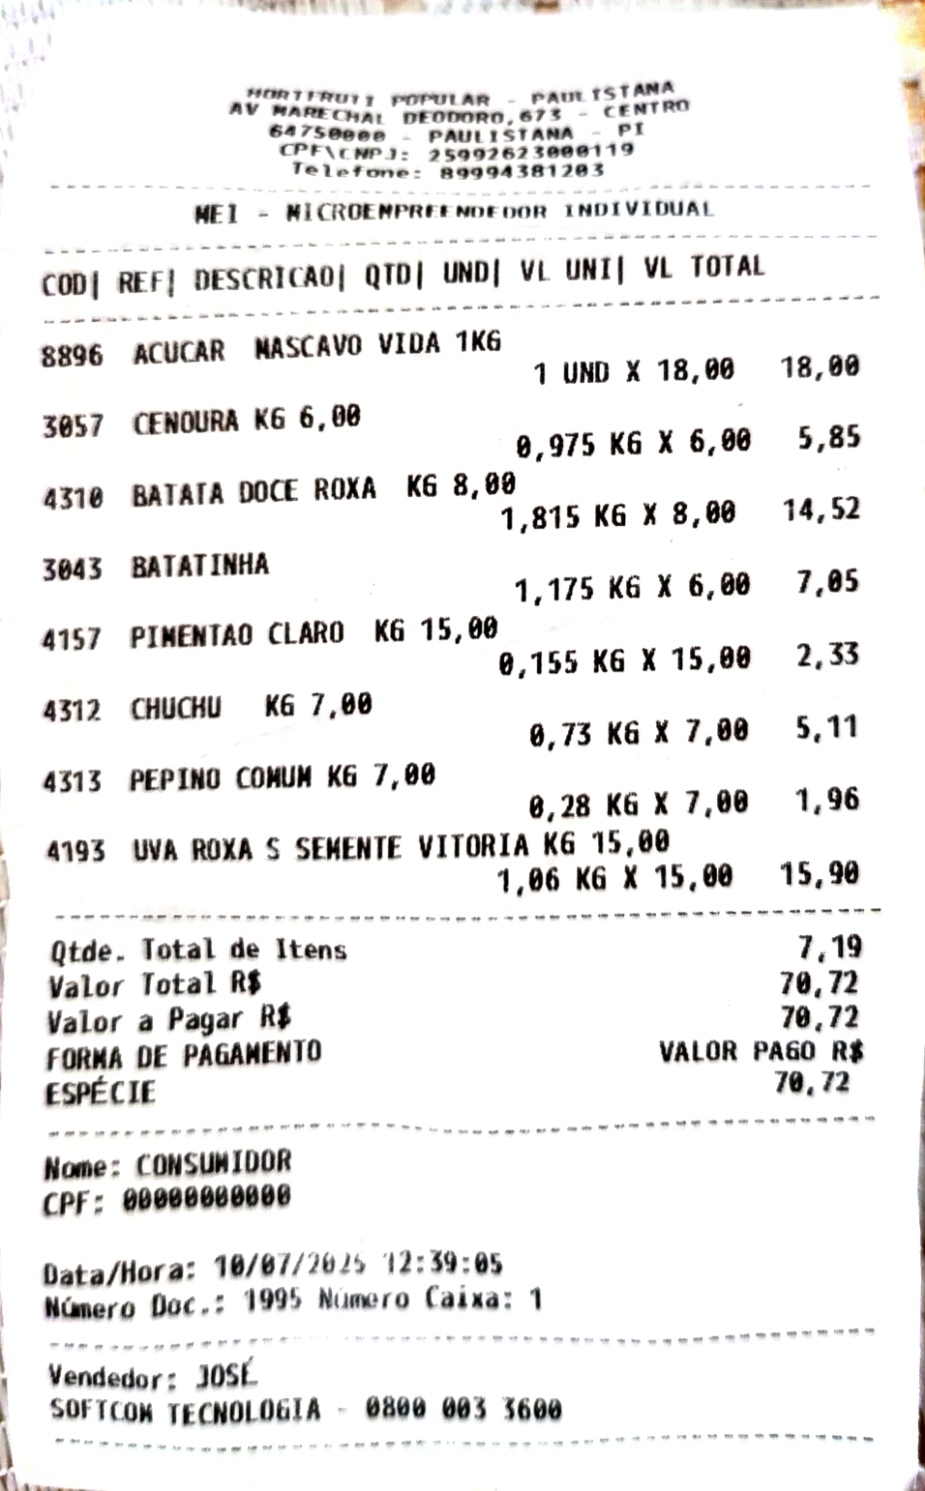 HORTIFRUTI POPULAR - PAULISTANA
AV MARECHAL DEODORO,673 - CENTRO
64750000 - PAULISTANA - PI
CPF\CNPJ: 25992623000119
Telefone: 89994381203
MEI - MICROEMPREENDEDOR INDIVIDUAL
COD| REF| DESCRICAO| QTD| UND| VL UNI| VL TOTAL
8896 ACUCAR MASCAVO VIDA 1KG
1 UND X 18,00 18,00
3057 CENOURA KG 6,00
0,975 KG X 6,00 5,85
4310 BATATA DOCE ROXA KG 8,00
1,815 KG X 8,00 14,52
3043 BATATINHA
1,175 KG X 6,00 7,05
4157 PIMENTAO CLARO KG 15,00
0,155 KG X 15,00 2,33
4312 CHUCHU KG 7,00
0,73 KG X 7,00 5,11
4313 PEPINO COMUM KG 7,00
0,28 KG X 7,00 1,96
4193 UVA ROXA S SEMENTE VITORIA KG 15,00
1,06 KG X 15,00 15,90
Qtde. Total de Itens 7,19
Valor Total R$ 70,72
Valor a Pagar R$ 70,72
FORMA DE PAGAMENTO VALOR PAGO R$
ESPÉCIE 70,72
Nome: CONSUMIDOR
CPF: 00000000000
Data/Hora: 10/07/2025 12:39:05
Número Doc.: 1995 Número Caixa: 1
Vendedor: JOSÉ
SOFTCOM TECNOLOGIA - 0800 003 3600